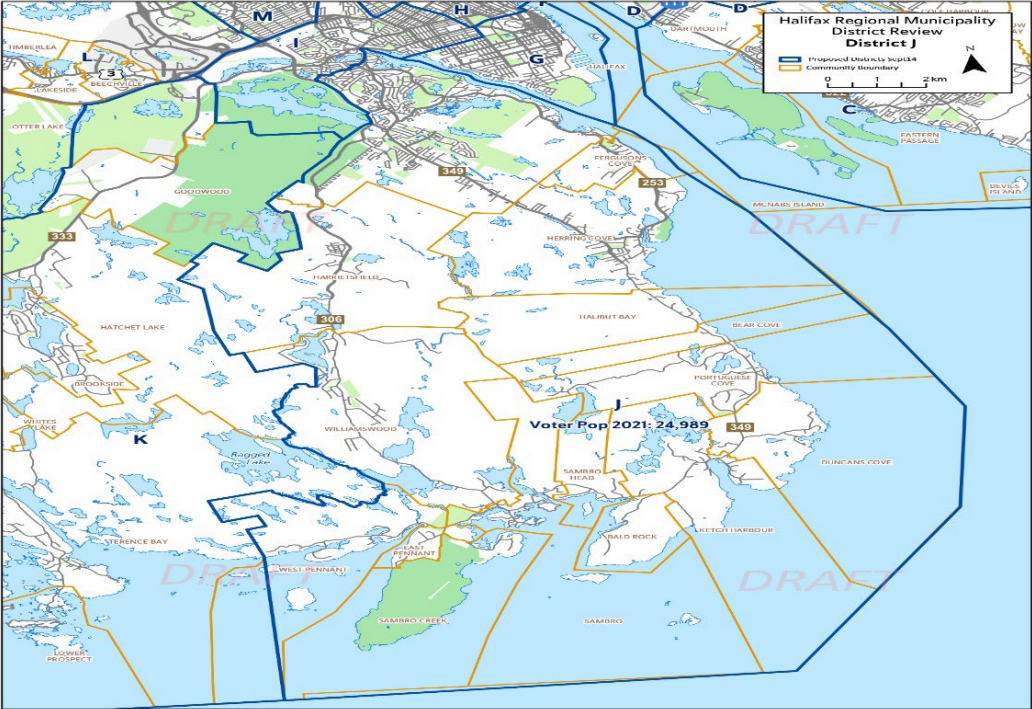 M
H
D
D
COLE HARBOUR
Halifax Regional Municipality
District Review
District J
N
Proposed Districts Sept14
Community Boundary
0 1 2 km
TIMBERLEA
L
3
BEECHVILLE
LAKESIDE
I
G
HALIFAX
DARTMOUTH
C
EASTERN
PASSAGE
OTTER LAKE
FERGUSONS
COVE
349
253
DEVILS
ISLAND
GOODWOOD
MCNABS ISLAND
DRAFT
DRAFT
333
HERRING COVE
HARRIETSFIELD
306
HATCHET LAKE
HALIBUT BAY
BEAR COVE
BROOKSIDE
PORTUGUESE
COVE
J
Voter Pop 2021: 24,989
349
WHITES
LAKE
K
WILLIAMSWOOD
Ragged
Lake
DUNCANS COVE
SAMBRO
HEAD
KETCH HARBOUR
BALD ROCK
TERENCE BAY
EAST
PENNANT
WEST PENNANT
DRAFT
DRAFT
SAMBRO CREEK
SAMBRO
LOWER
PROSPECT